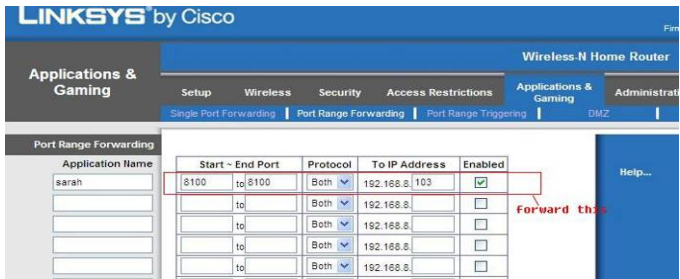 LINKSYS® by Cisco
Firm
Wireless-N Home Router
Applications & Gaming
Setup Wireless Security Access Restrictions Applications & Gaming Administrati
Single Port Forwarding Port Range Forwarding Port Range Triggering DMZ
Port Range Forwarding
Application Name Start ~ End Port Protocol To IP Address Enabled
Help...
sarah 8100 to 8100 Both 192.168.8. 103
forward this
to Both 192.168.8.
to Both 192.168.8.
to Both 192.168.8.
to Both 192.168.8.